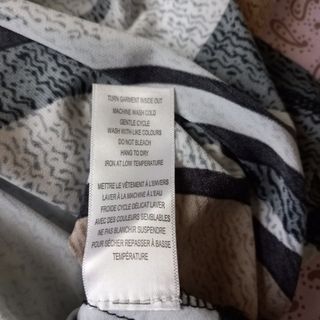 TURN GARMENT INSIDE OUT
MACHINE WASH COLD
GENTLE CYCLE
WASH WITH LIKE COLOURS
DO NOT BLEACH
HANG TO DRY
IRON AT LOW TEMPERATURE
METTRE LE VÊTEMENT À L'ENVERS
LAVER À LA MACHINE À L'EAU
FROIDE CYCLE DÉLICAT LAVER
AVEC DES COULEURS SEMBLABLES
NE PAS BLANCHIR SUSPENDRE
POUR SÉCHER REPASSER À BASSE
TEMPÉRATURE